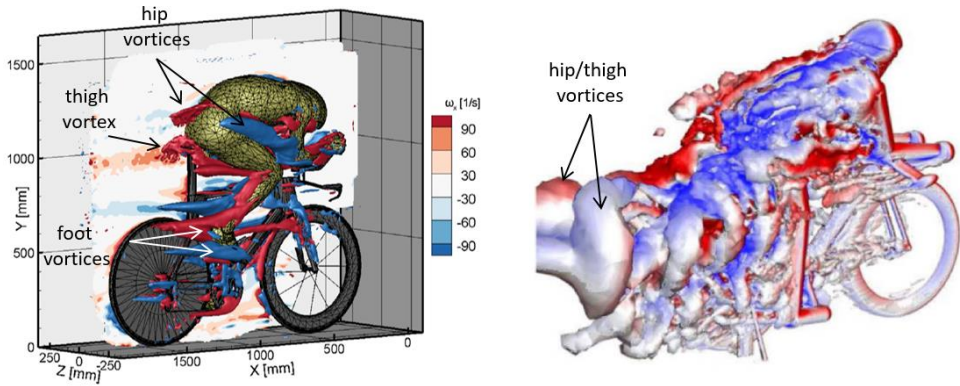 hip
vortices
thigh
vortex
foot
vortices
1500
1000
500
0
Y [mm]
250 0
Z [mm]
1500
1000
500
0
X [mm]
ωx [1/s]
90
60
30
-30
-60
-90
hip/thigh
vortices